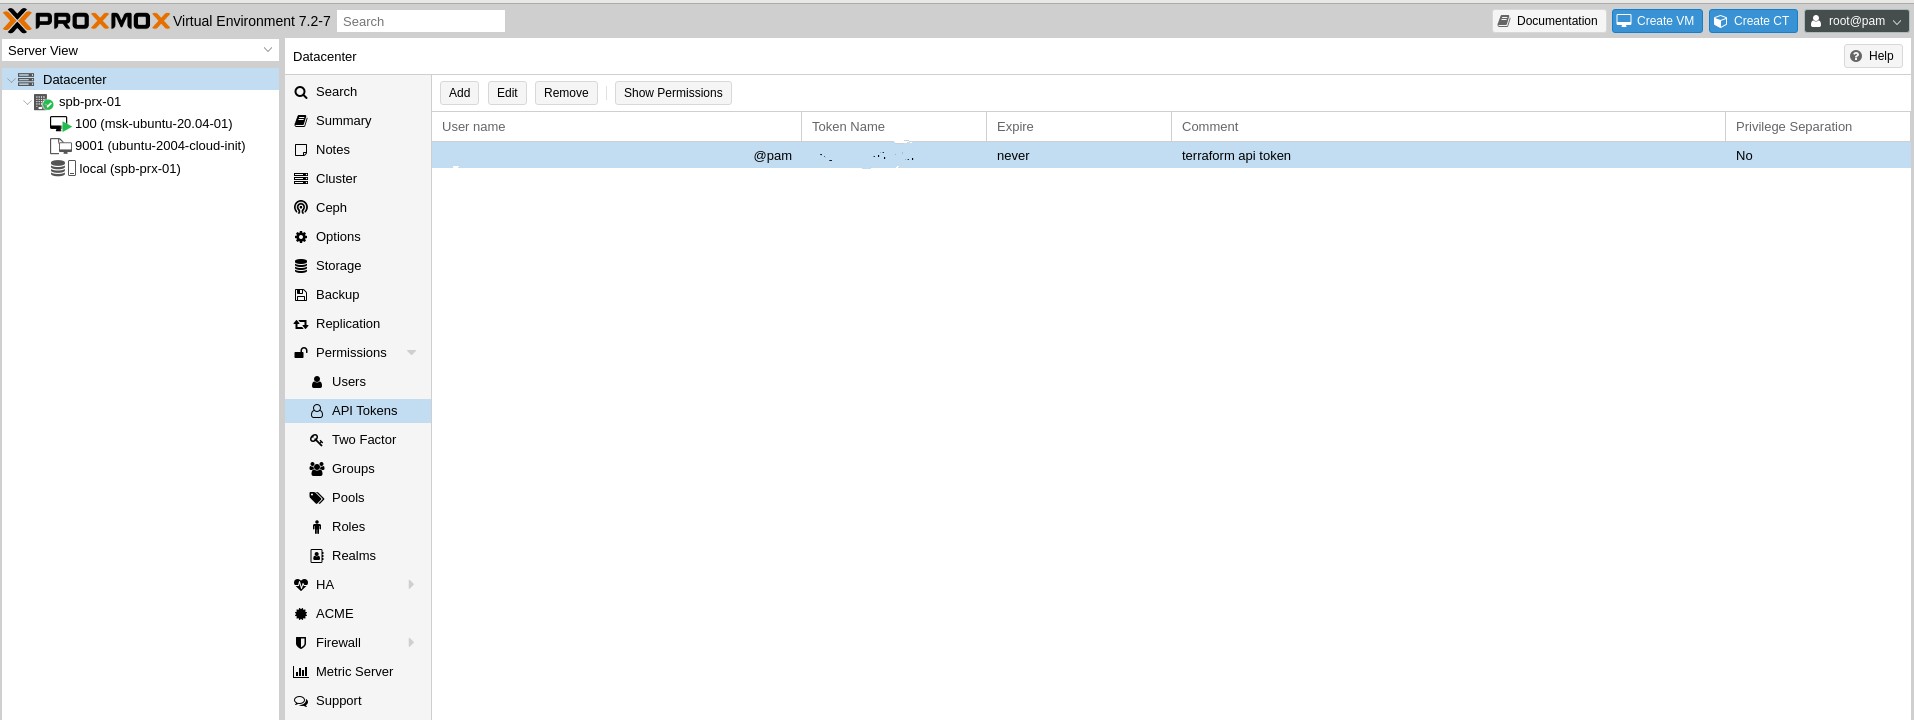 PROXMOX Virtual Environment 7.2-7 Search Documentation Create VM Create CT root@pam
Server View
Datacenter
spb-prx-01
100 (msk-ubuntu-20.04-01)
9001 (ubuntu-2004-cloud-init)
local (spb-prx-01)
Datacenter Help
Search
Summary
Notes
Cluster
Ceph
Options
Storage
Backup
Replication
Permissions
Users
API Tokens
Two Factor
Groups
Pools
Roles
Realms
HA
ACME
Firewall
Metric Server
Support
Add Edit Remove Show Permissions
User name Token Name Expire Comment Privilege Separation
@pam never terraform api token No